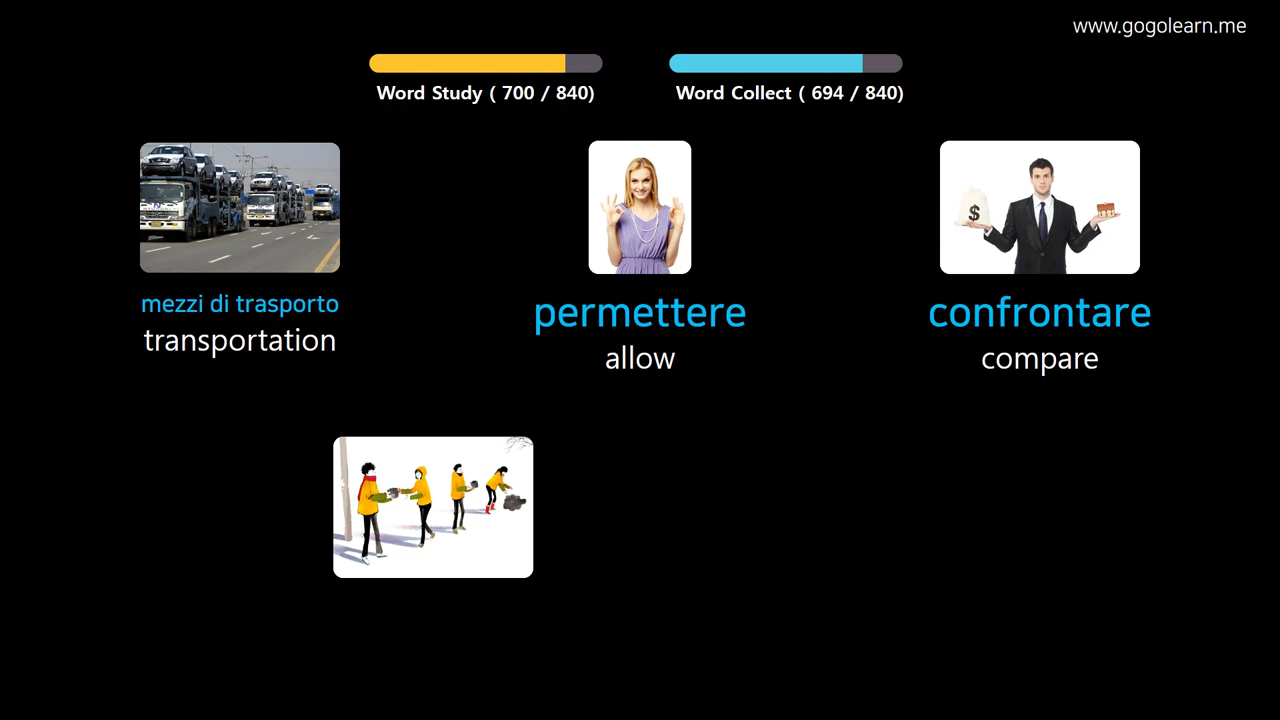 www.gogolearn.me
Word Study ( 700 / 840)
Word Collect ( 694 / 840)
mezzi di trasporto
transportation
permettere
allow
confrontare
compare
$